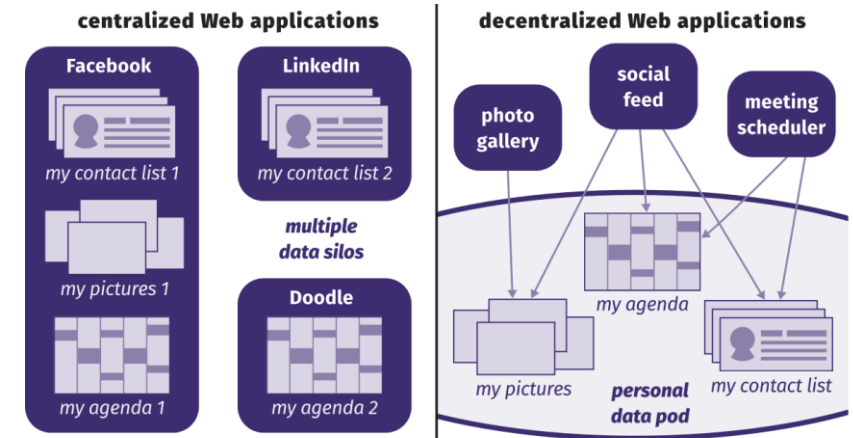 centralized Web applications
Facebook
my contact list 1
my pictures 1
my agenda 1
LinkedIn
my contact list 2
multiple
data silos
Doodle
my agenda 2
decentralized Web applications
photo
gallery
social
feed
meeting
scheduler
my agenda
my pictures
my contact list
personal
data pod